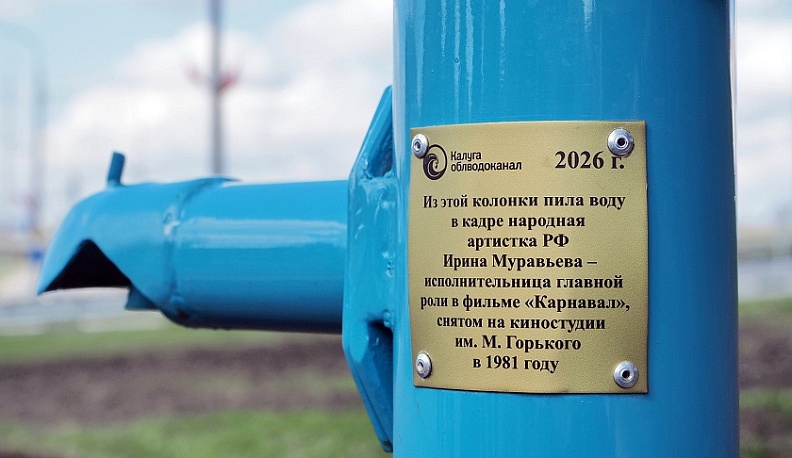 Калуга
облводоканал
2026 г.
Из этой колонки пила воду
в кадре народная
артистка РФ
Ирина Муравьева –
исполнительница главной
роли в фильме «Карнавал»,
снятом на киностудии
им. М. Горького
в 1981 году